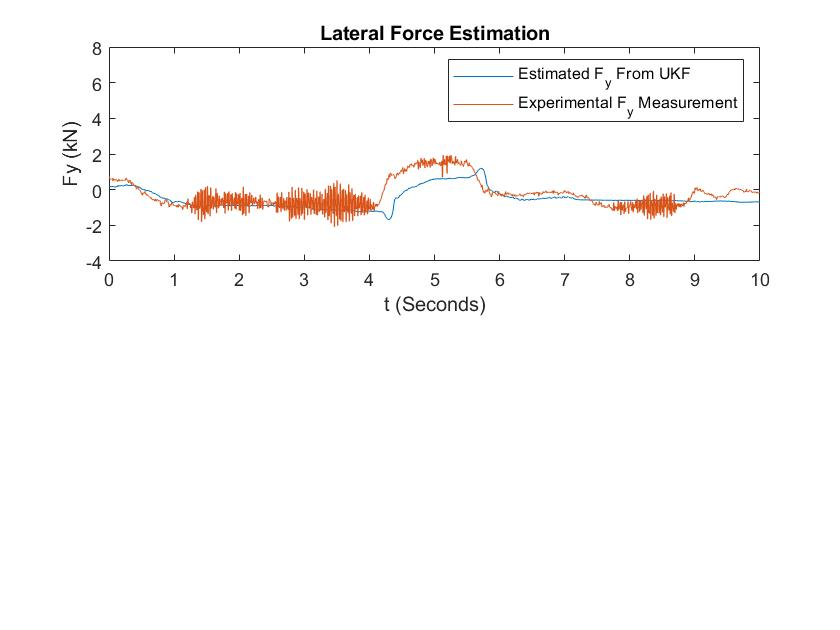 Lateral Force Estimation
8
6
4
2
0
-2
-4
Fy (kN)
Estimated Fy From UKF
Experimental Fy Measurement
0 1 2 3 4 5 6 7 8 9 10
t (Seconds)